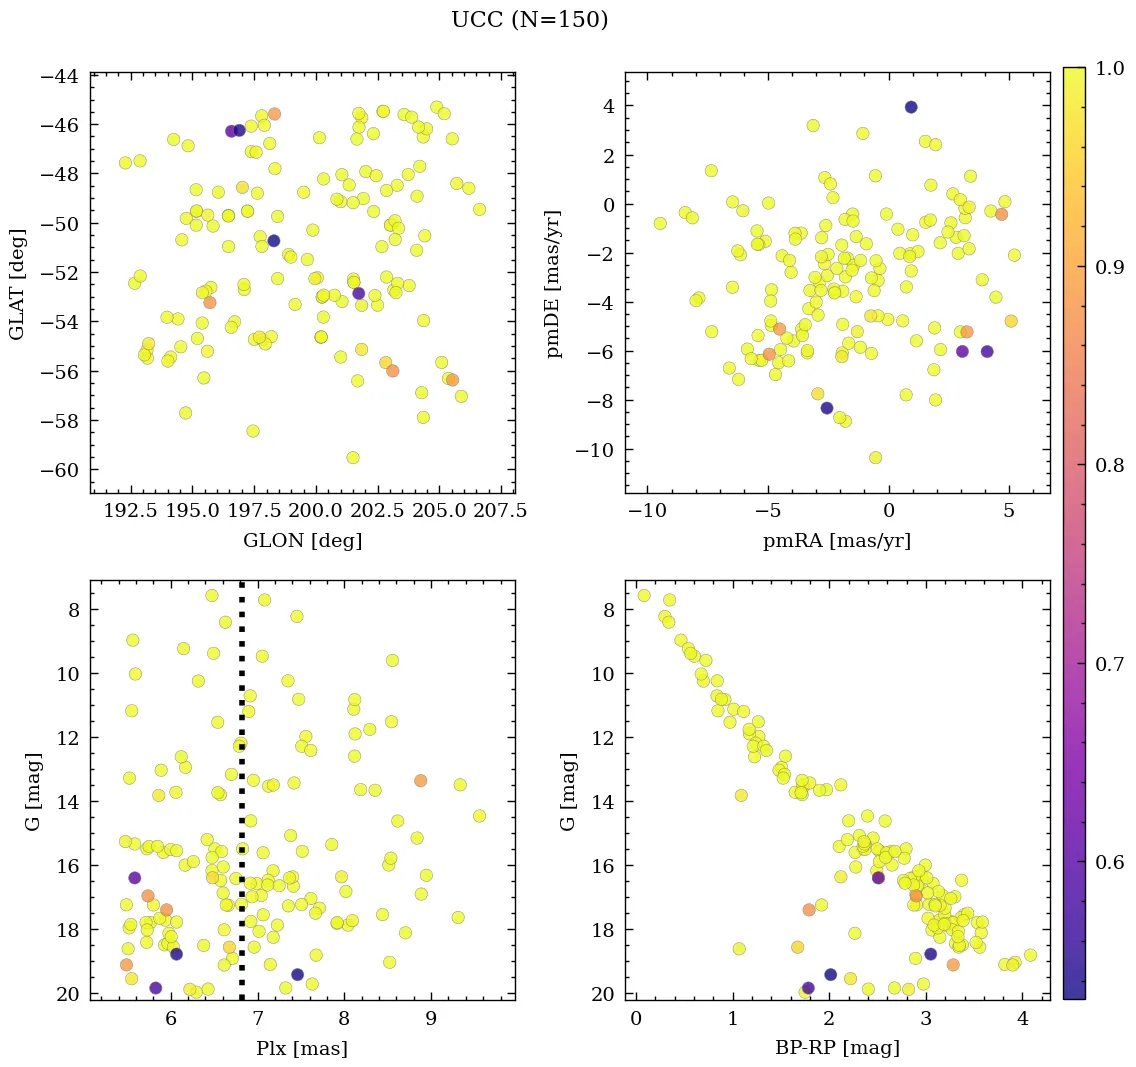 UCC (N=150)
−44
−46
−48
−50
−52
−54
−56
−58
−60
GLAT [deg]
192.5 195.0 197.5 200.0 202.5 205.0 207.5
GLON [deg]
4
2
0
−2
−4
−6
−8
−10
pmDE [mas/yr]
−10 −5 0 5
pmRA [mas/yr]
8
10
12
14
16
18
20
G [mag]
6 7 8 9
Plx [mas]
8
10
12
14
16
18
20
G [mag]
0 1 2 3 4
BP-RP [mag]
1.0
0.9
0.8
0.7
0.6